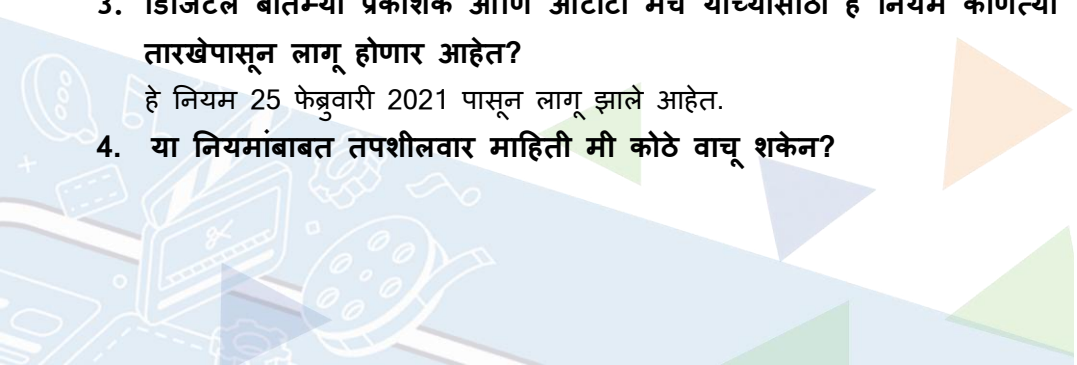 3. डिजिटल बातम्या प्रकाशक आणि ओटीटी मंच यांच्यासाठी हे नियम कोणत्या
तारखेपासून लागू होणार आहेत?
हे नियम 25 फेब्रुवारी 2021 पासून लागू झाले आहेत.
4. या नियमांबाबत तपशीलवार माहिती मी कोठे वाचू शकेन?